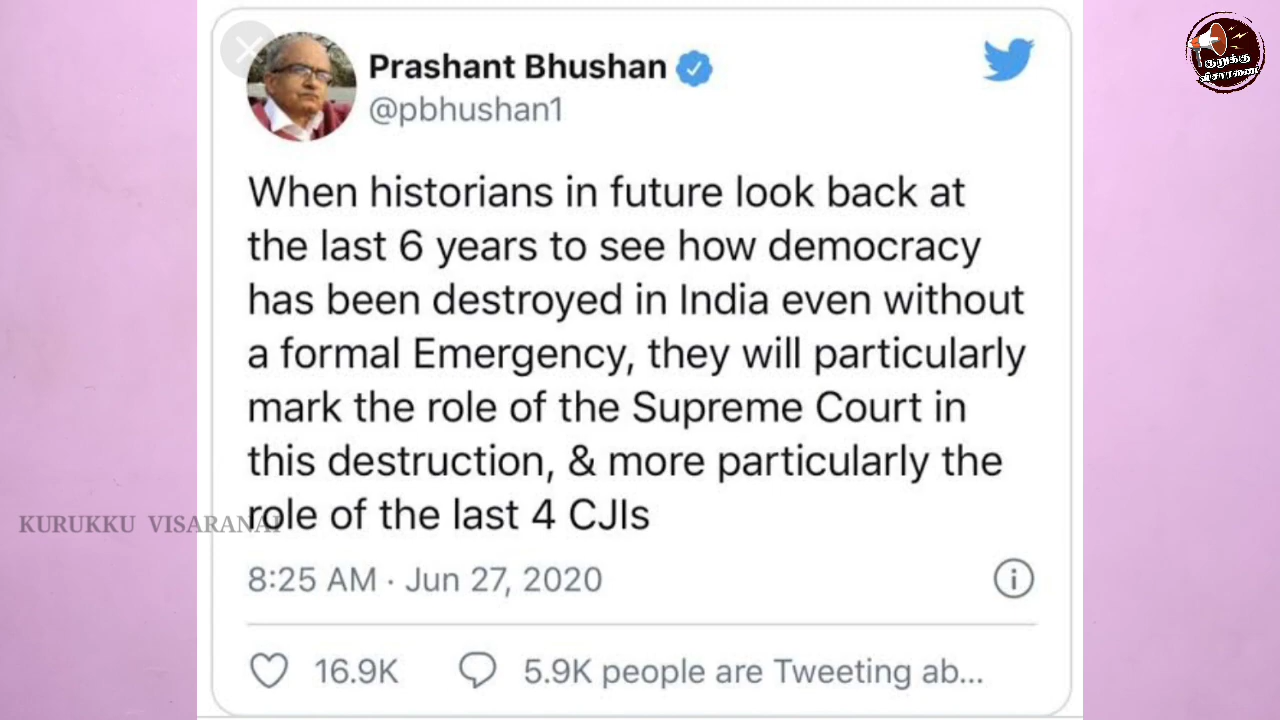 Prashant Bhushan
@pbhushan1
When historians in future look back at
the last 6 years to see how democracy
has been destroyed in India even without
a formal Emergency, they will particularly
mark the role of the Supreme Court in
this destruction, & more particularly the
role of the last 4 CJIs
8:25 AM · Jun 27, 2020
16.9K 5.9K people are Tweeting ab...
KURUKKU VISARANAI
குறுக்கு
விசாரணை